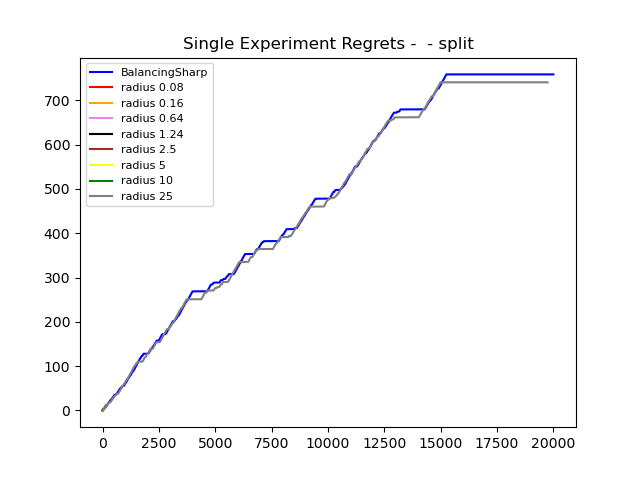 Single Experiment Regrets -  - split
BalancingSharp
radius 0.08
radius 0.16
radius 0.64
radius 1.24
radius 2.5
radius 5
radius 10
radius 25
700
600
500
400
300
200
100
0
0 2500 5000 7500 10000 12500 15000 17500 20000